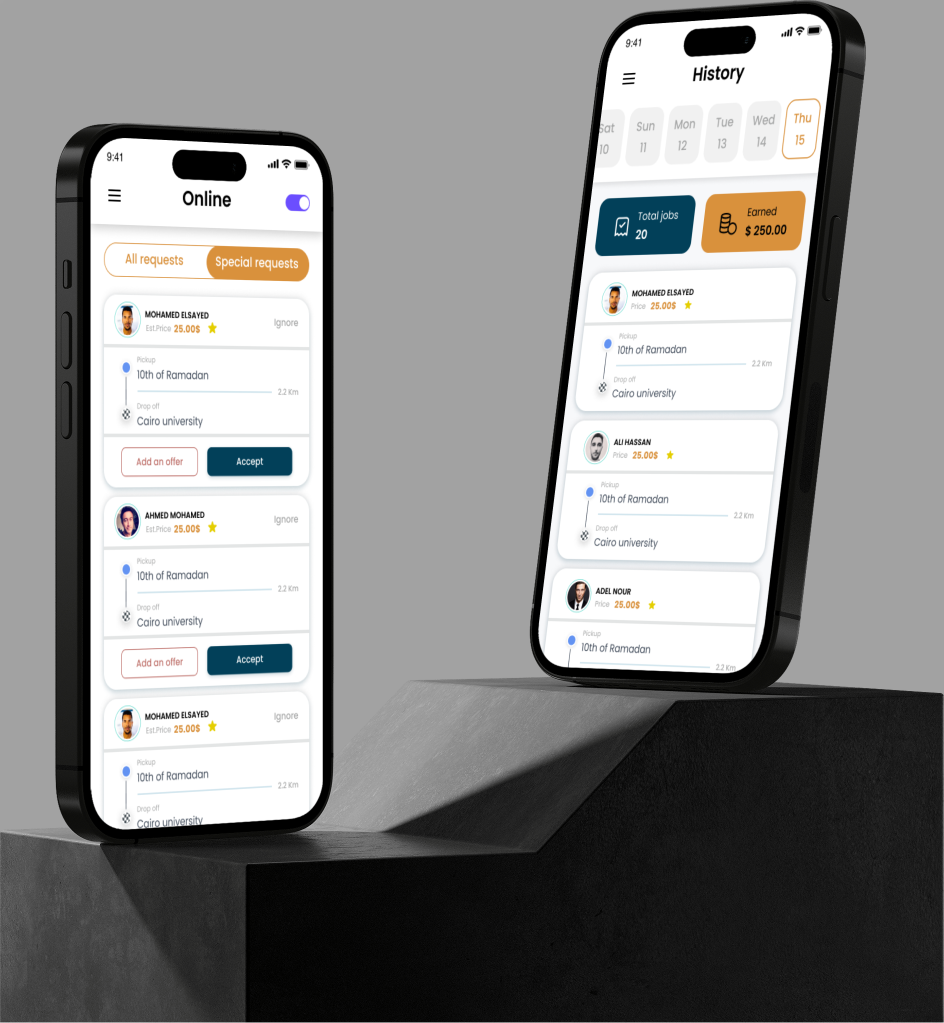 9:41
Online
All requests
Special requests
MOHAMED ELSAYED
Est.Price 25.00$
Ignore
Pickup
10th of Ramadan
2.2 Km
Drop off
Cairo university
Add an offer
Accept
AHMED MOHAMED
Est.Price 25.00$
Ignore
Pickup
10th of Ramadan
2.2 Km
Drop off
Cairo university
Add an offer
Accept
MOHAMED ELSAYED
Est.Price 25.00$
Ignore
Pickup
10th of Ramadan
2.2 Km
Drop off
Cairo university
9:41
History
Sat Sun Mon Tue Wed Thu
10 11 12 13 14 15
Total jobs
20
Earned
$ 250.00
MOHAMED ELSAYED
Price 25.00$
Pickup
10th of Ramadan
2.2 Km
Drop off
Cairo university
ALI HASSAN
Price 25.00$
Pickup
10th of Ramadan
2.2 Km
Drop off
Cairo university
ADEL NOUR
Price 25.00$
Pickup
10th of Ramadan
2.2 Km